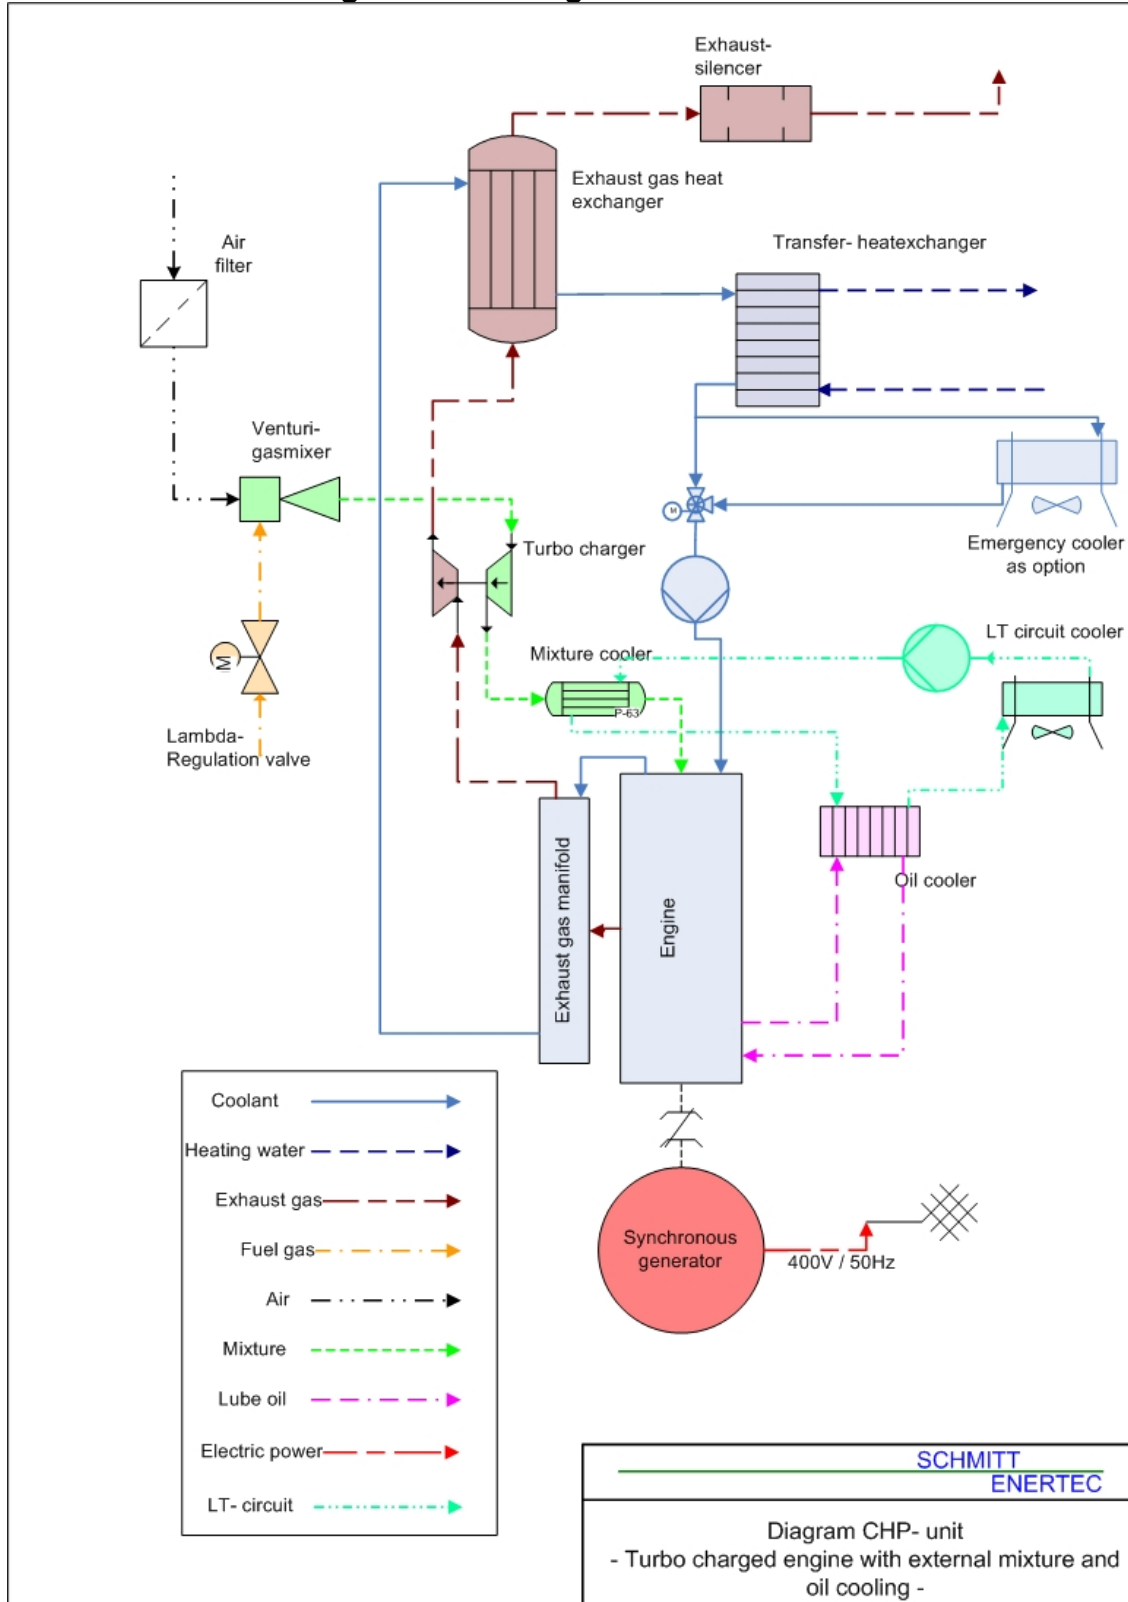 Exhaust-
silencer
Exhaust gas heat
exchanger
Transfer- heatexchanger
Air
filter
Venturi-
gasmixer
Turbo charger
M
Emergency cooler
as option
LT circuit cooler
Mixture cooler
P-63
M
Lambda-
Regulation valve
Oil cooler
Exhaust gas manifold
Engine
Coolant
Heating water
Exhaust gas
Fuel gas
Air
Mixture
Lube oil
Electric power
LT- circuit
Synchronous
generator
400V / 50Hz
SCHMITT
ENERTEC
Diagram CHP- unit
- Turbo charged engine with external mixture and
oil cooling -